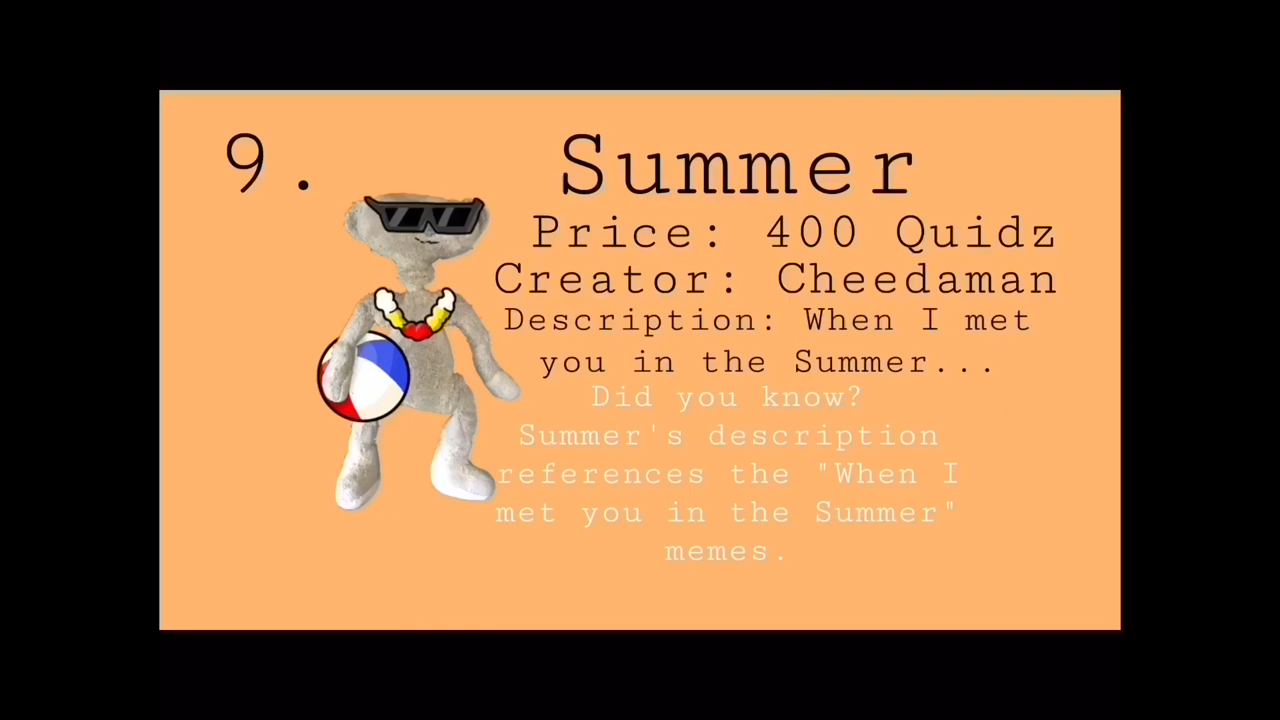 9. Summer
Price: 400 Quidz
Creator: Cheedaman
Description: When I met
you in the Summer...
Did you know?
Summer's description
references the "When I
met you in the Summer"
memes.